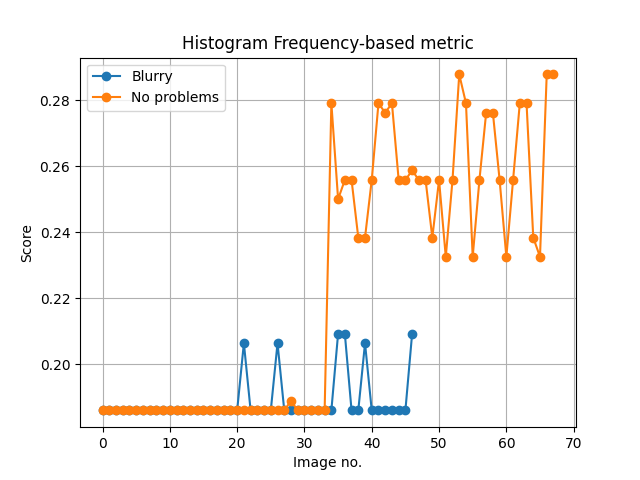 Histogram Frequency-based metric
Blurry
No problems
0.28
0.26
0.24
0.22
0.20
Score
0 10 20 30 40 50 60 70
Image no.